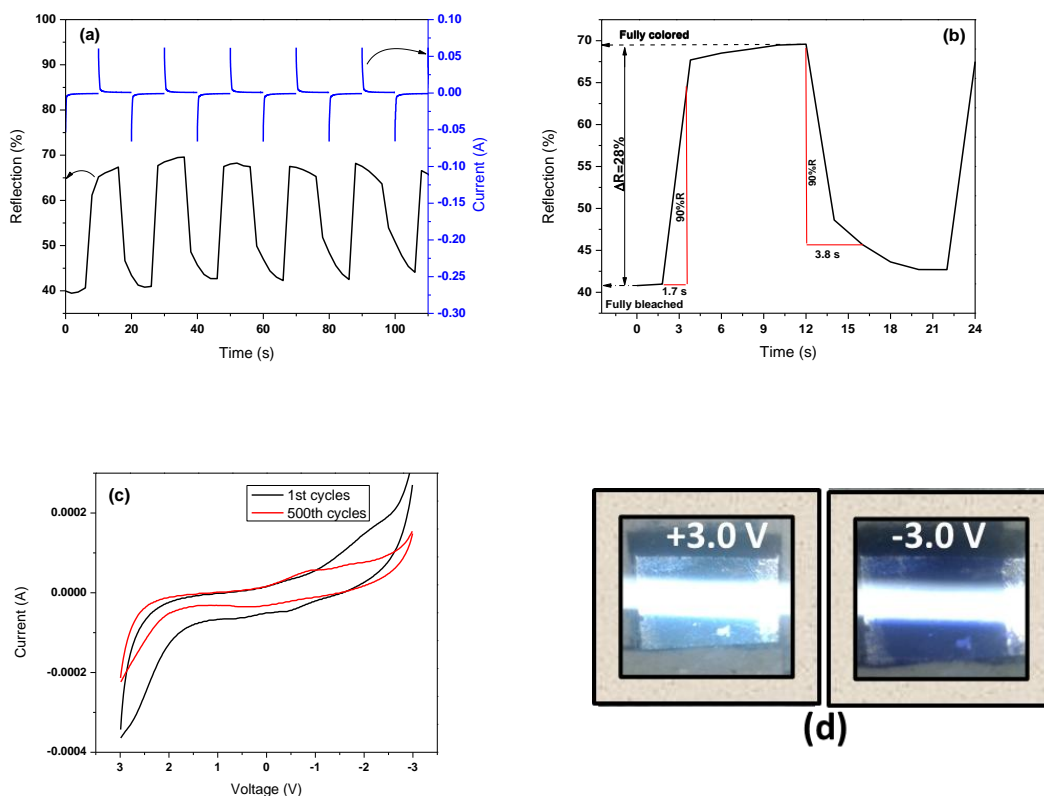 (a)
Reflection (%)
100
90
80
70
60
50
40
0.10
0.05
0.00
-0.05
-0.10
-0.15
-0.20
-0.25
-0.30
Current (A)
0 20 40 60 80 100
Time (s)
(b)
Fully colored
Reflection (%)
70
65
60
55
50
45
40
ΔR=28%
90%R
90%R
1.7 s
3.8 s
Fully bleached
0 3 6 9 12 15 18 21 24
Time (s)
(c)
1st cycles
500th cycles
Current (A)
0.0002
0.0000
-0.0002
-0.0004
3 2 1 0 -1 -2 -3
Voltage (V)
+3.0 V
-3.0 V
(d)